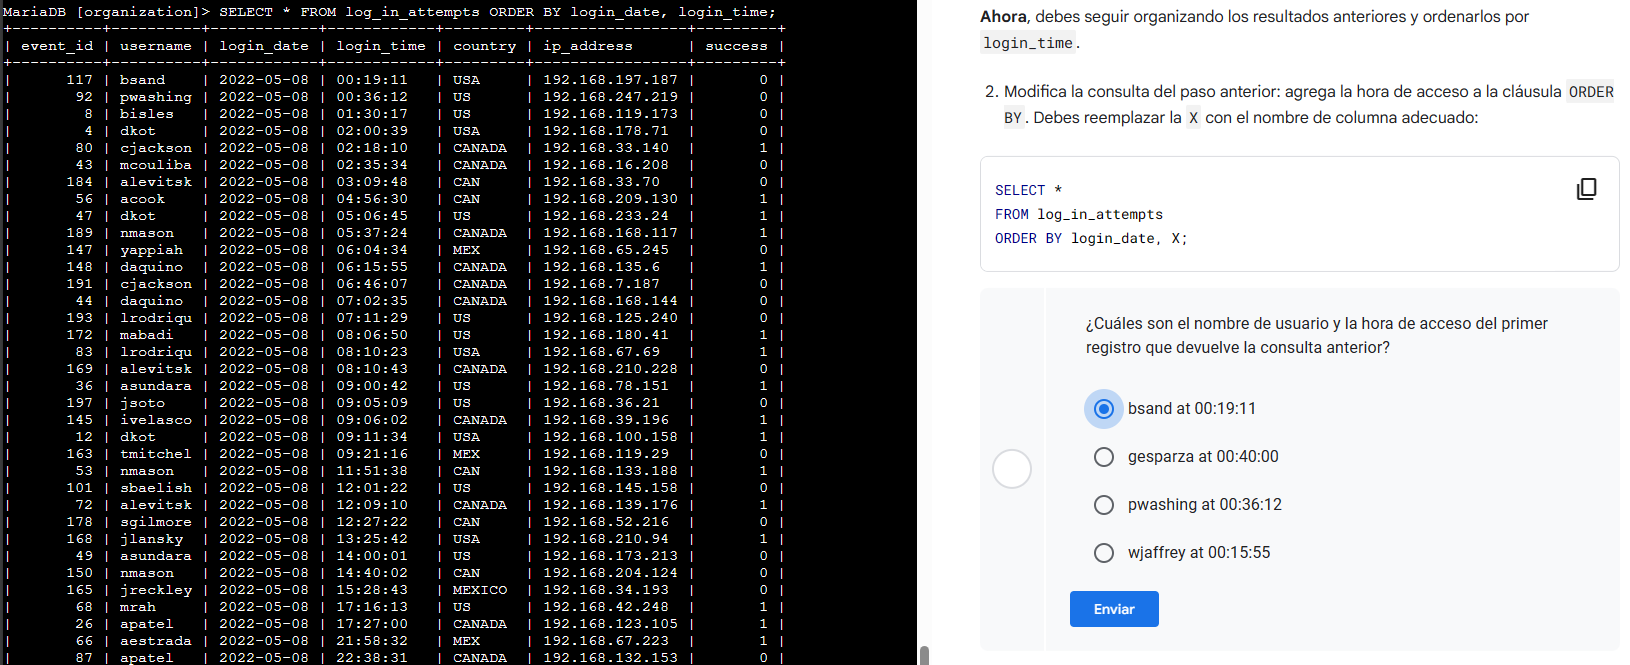 MariaDB [organization]> SELECT * FROM log_in_attempts ORDER BY login_date, login_time;
+----------+----------+------------+------------+---------+-----------------+---------+
| event_id | username | login_date | login_time | country | ip_address      | success |
+----------+----------+------------+------------+---------+-----------------+---------+
|      117 | bsand    | 2022-05-08 | 00:19:11   | USA     | 192.168.197.187 |       0 |
|       92 | pwashing | 2022-05-08 | 00:36:12   | US      | 192.168.247.219 |       0 |
|        8 | bisles   | 2022-05-08 | 01:30:17   | US      | 192.168.119.173 |       0 |
|        4 | dkot     | 2022-05-08 | 02:00:39   | USA     | 192.168.178.71  |       0 |
|       80 | cjackson | 2022-05-08 | 02:18:10   | CANADA  | 192.168.33.140  |       1 |
|       43 | mcouliba | 2022-05-08 | 02:35:34   | CANADA  | 192.168.16.208  |       0 |
|      184 | alevitsk | 2022-05-08 | 03:09:48   | CAN     | 192.168.33.70   |       0 |
|       56 | acook    | 2022-05-08 | 04:56:30   | CAN     | 192.168.209.130 |       1 |
|       47 | dkot     | 2022-05-08 | 05:06:45   | US      | 192.168.233.24  |       1 |
|      189 | nmason   | 2022-05-08 | 05:37:24   | CANADA  | 192.168.168.117 |       1 |
|      147 | yappiah  | 2022-05-08 | 06:04:34   | MEX     | 192.168.65.245  |       0 |
|      148 | daquino  | 2022-05-08 | 06:15:55   | CANADA  | 192.168.135.6   |       1 |
|      191 | cjackson | 2022-05-08 | 06:46:07   | CANADA  | 192.168.7.187   |       0 |
|       44 | daquino  | 2022-05-08 | 07:02:35   | CANADA  | 192.168.168.144 |       0 |
|      193 | lrodriqu | 2022-05-08 | 07:11:29   | US      | 192.168.125.240 |       0 |
|      172 | mabadi   | 2022-05-08 | 08:06:50   | US      | 192.168.180.41  |       1 |
|       83 | lrodriqu | 2022-05-08 | 08:10:23   | USA     | 192.168.67.69   |       1 |
|      169 | alevitsk | 2022-05-08 | 08:10:43   | CANADA  | 192.168.210.228 |       0 |
|       36 | asundara | 2022-05-08 | 09:00:42   | US      | 192.168.78.151  |       1 |
|      197 | jsoto    | 2022-05-08 | 09:05:09   | US      | 192.168.36.21   |       0 |
|      145 | ivelasco | 2022-05-08 | 09:06:02   | CANADA  | 192.168.39.196  |       1 |
|       12 | dkot     | 2022-05-08 | 09:11:34   | USA     | 192.168.100.158 |       1 |
|      163 | tmitchel | 2022-05-08 | 09:21:16   | MEX     | 192.168.119.29  |       0 |
|       53 | nmason   | 2022-05-08 | 11:51:38   | CAN     | 192.168.133.188 |       1 |
|      101 | sbaelish | 2022-05-08 | 12:01:22   | US      | 192.168.145.158 |       0 |
|       72 | alevitsk | 2022-05-08 | 12:09:10   | CANADA  | 192.168.139.176 |       1 |
|      178 | sgilmore | 2022-05-08 | 12:27:22   | CAN     | 192.168.52.216  |       0 |
|      168 | jlansky  | 2022-05-08 | 13:25:42   | USA     | 192.168.210.94  |       1 |
|       49 | asundara | 2022-05-08 | 14:00:01   | US      | 192.168.173.213 |       0 |
|      150 | nmason   | 2022-05-08 | 14:40:02   | CAN     | 192.168.204.124 |       0 |
|      165 | jreckley | 2022-05-08 | 15:28:43   | MEXICO  | 192.168.34.193  |       0 |
|       68 | mrah     | 2022-05-08 | 17:16:13   | US      | 192.168.42.248  |       1 |
|       26 | apatel   | 2022-05-08 | 17:27:00   | CANADA  | 192.168.123.105 |       1 |
|       66 | aestrada | 2022-05-08 | 21:58:32   | MEX     | 192.168.67.223  |       1 |
|       87 | apatel   | 2022-05-08 | 22:38:31   | CANADA  | 192.168.132.153 |       0 |
Ahora, debes seguir organizando los resultados anteriores y ordenarlos por
login_time.
2. Modifica la consulta del paso anterior: agrega la hora de acceso a la cláusula ORDER
BY. Debes reemplazar la X con el nombre de columna adecuado:
SELECT *
FROM log_in_attempts
ORDER BY login_date, X;
¿Cuáles son el nombre de usuario y la hora de acceso del primer
registro que devuelve la consulta anterior?
bsand at 00:19:11
gesparza at 00:40:00
pwashing at 00:36:12
wjaffrey at 00:15:55
Enviar